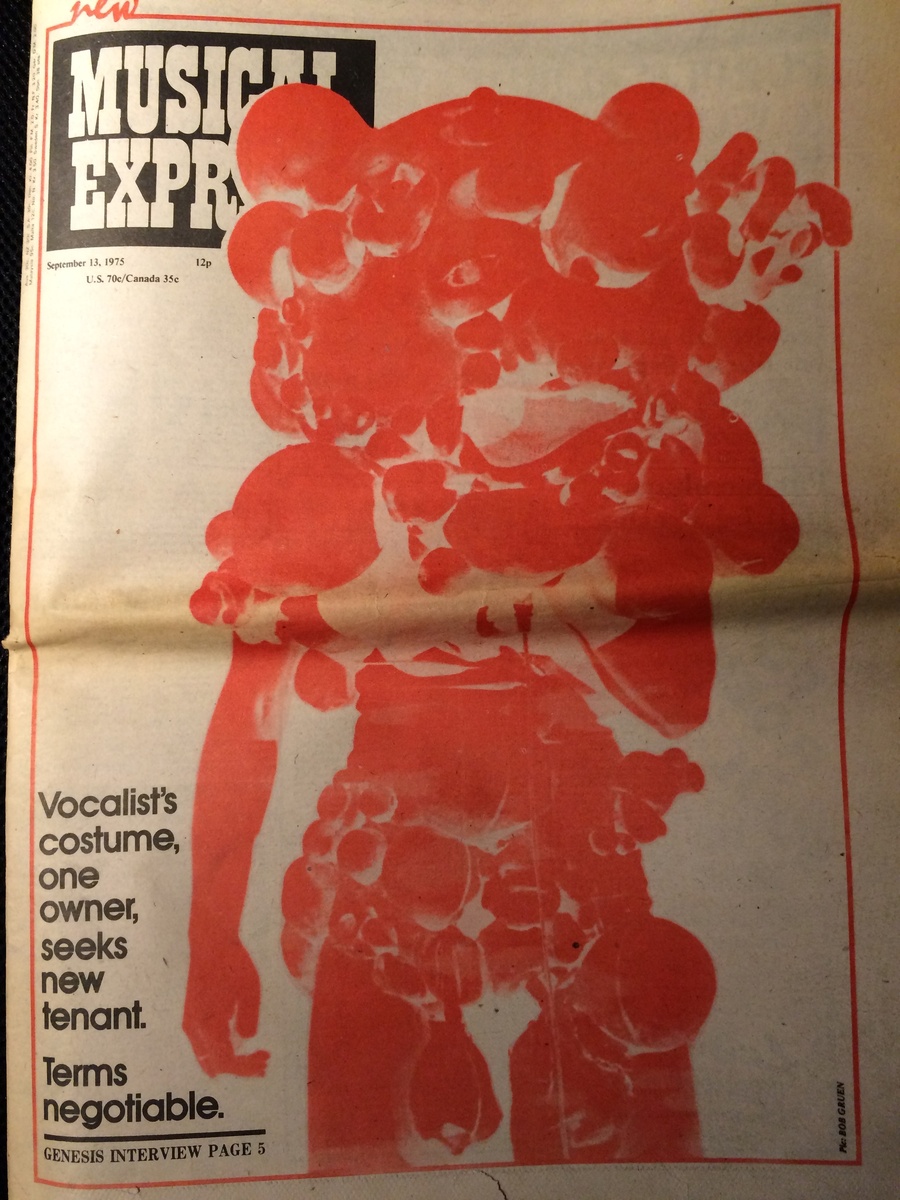 new
MUSICAL
EXPR
September 13, 1975 12p
U.S. 70c/Canada 35c
Vocalist's
costume,
one
owner,
seeks
new
tenant.
Terms
negotiable.
GENESIS INTERVIEW PAGE 5
Pic: BOB GRUEN